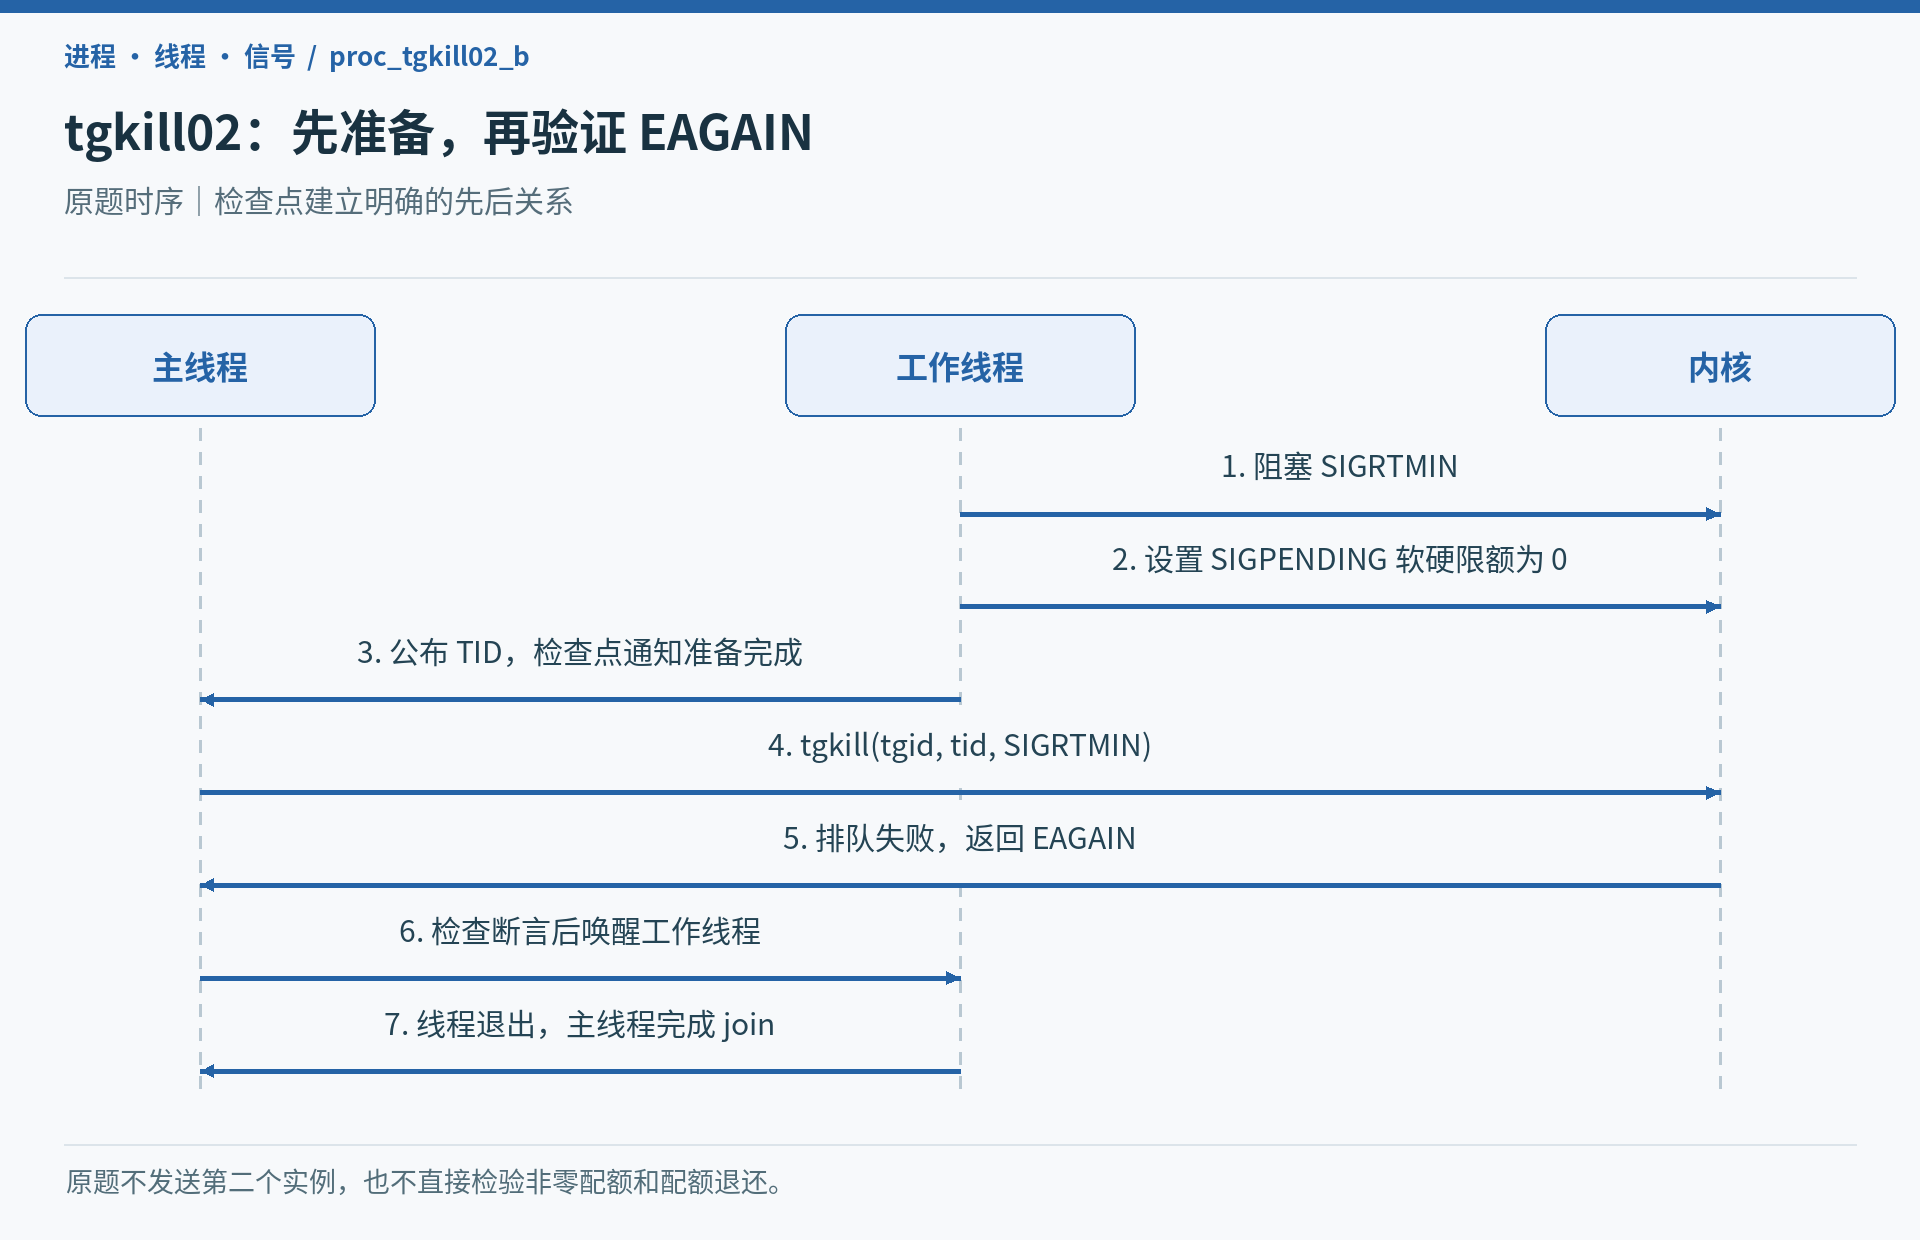 进程 · 线程 · 信号 / proc_tgkill02_b
tgkill02：先准备，再验证 EAGAIN
原题时序｜检查点建立明确的先后关系
主线程
工作线程
内核
1. 阻塞 SIGRTMIN
2. 设置 SIGPENDING 软硬限额为 0
3. 公布 TID，检查点通知准备完成
4. tgkill(tgid, tid, SIGRTMIN)
5. 排队失败，返回 EAGAIN
6. 检查断言后唤醒工作线程
7. 线程退出，主线程完成 join
原题不发送第二个实例，也不直接检验非零配额和配额退还。